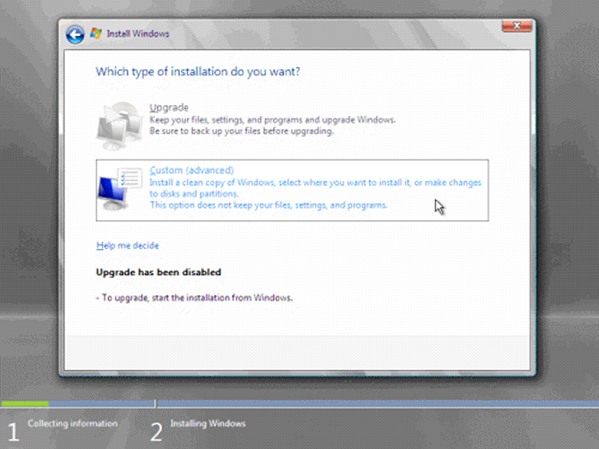 Install Windows
Which type of installation do you want?
Upgrade
Keep your files, settings, and programs and upgrade Windows.
Be sure to back up your files before upgrading.
Custom (advanced)
Install a clean copy of Windows, select where you want to install it, or make changes
to disks and partitions.
This option does not keep your files, settings, and programs.
Help me decide
Upgrade has been disabled
- To upgrade, start the installation from Windows.
1 Collecting information
2 Installing Windows